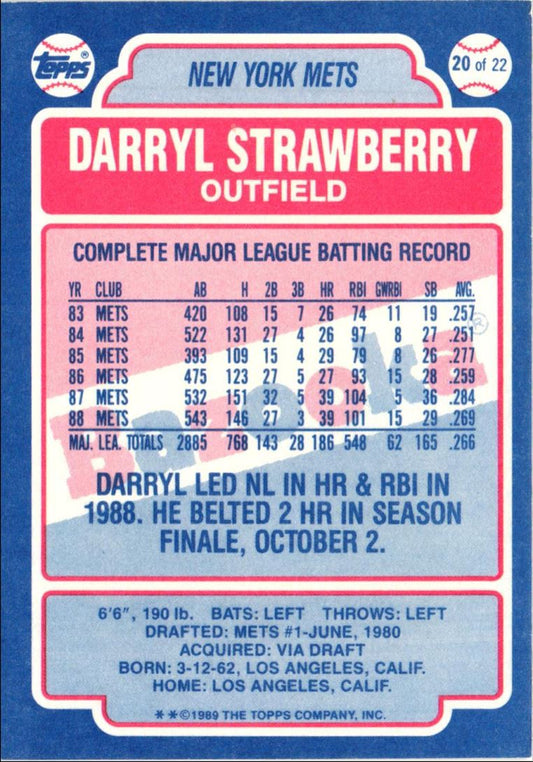 Topps®
20 of 22
NEW YORK METS
DARRYL STRAWBERRY
OUTFIELD
COMPLETE MAJOR LEAGUE BATTING RECORD
YR CLUB AB H 2B 3B HR RBI GWRBI SB AVG.
83 METS 420 108 15 7 26 74 11 19 .257
84 METS 522 131 27 4 26 97 8 27 .251
85 METS 393 109 15 4 29 79 8 26 .277
86 METS 475 123 27 5 27 93 15 28 .259
87 METS 532 151 32 5 39 104 5 36 .284
88 METS 543 146 27 3 39 101 15 29 .269
MAJ. LEA. TOTALS 2885 768 143 28 186 548 62 165 .266
Bazooka®
DARRYL LED NL IN HR & RBI IN
1988. HE BELTED 2 HR IN SEASON
FINALE, OCTOBER 2.
6'6", 190 lb. BATS: LEFT THROWS: LEFT
DRAFTED: METS #1-JUNE, 1980
ACQUIRED: VIA DRAFT
BORN: 3-12-62, LOS ANGELES, CALIF.
HOME: LOS ANGELES, CALIF.
* * ©1989 THE TOPPS COMPANY, INC.